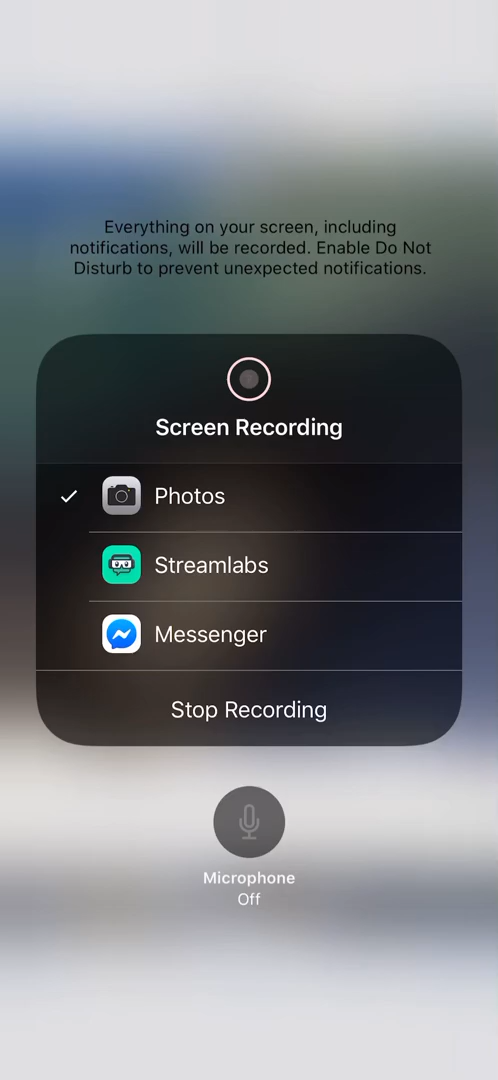 Everything on your screen, including
notifications, will be recorded. Enable Do Not
Disturb to prevent unexpected notifications.
Screen Recording
Photos
Streamlabs
Messenger
Stop Recording
Microphone
Off